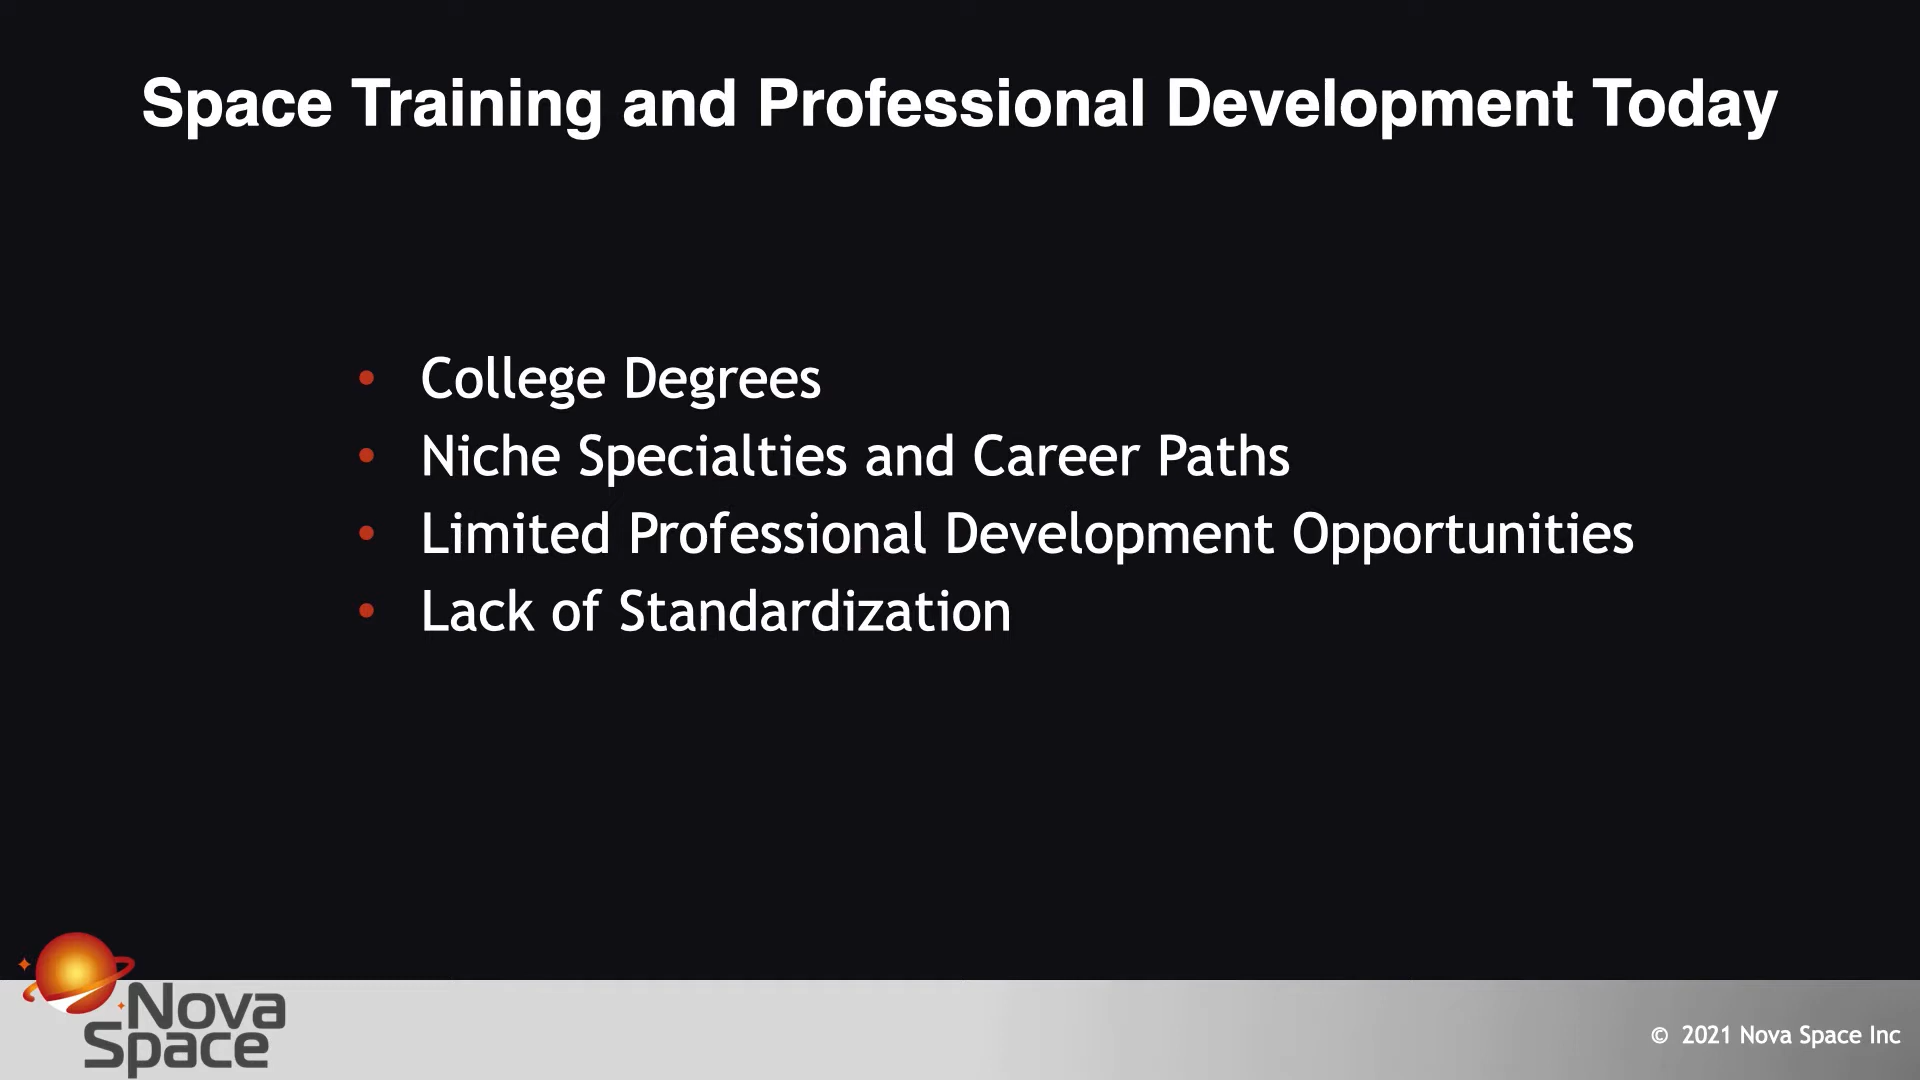 Space Training and Professional Development Today
• College Degrees
• Niche Specialties and Career Paths
• Limited Professional Development Opportunities
• Lack of Standardization
Nova
Space
© 2021 Nova Space Inc